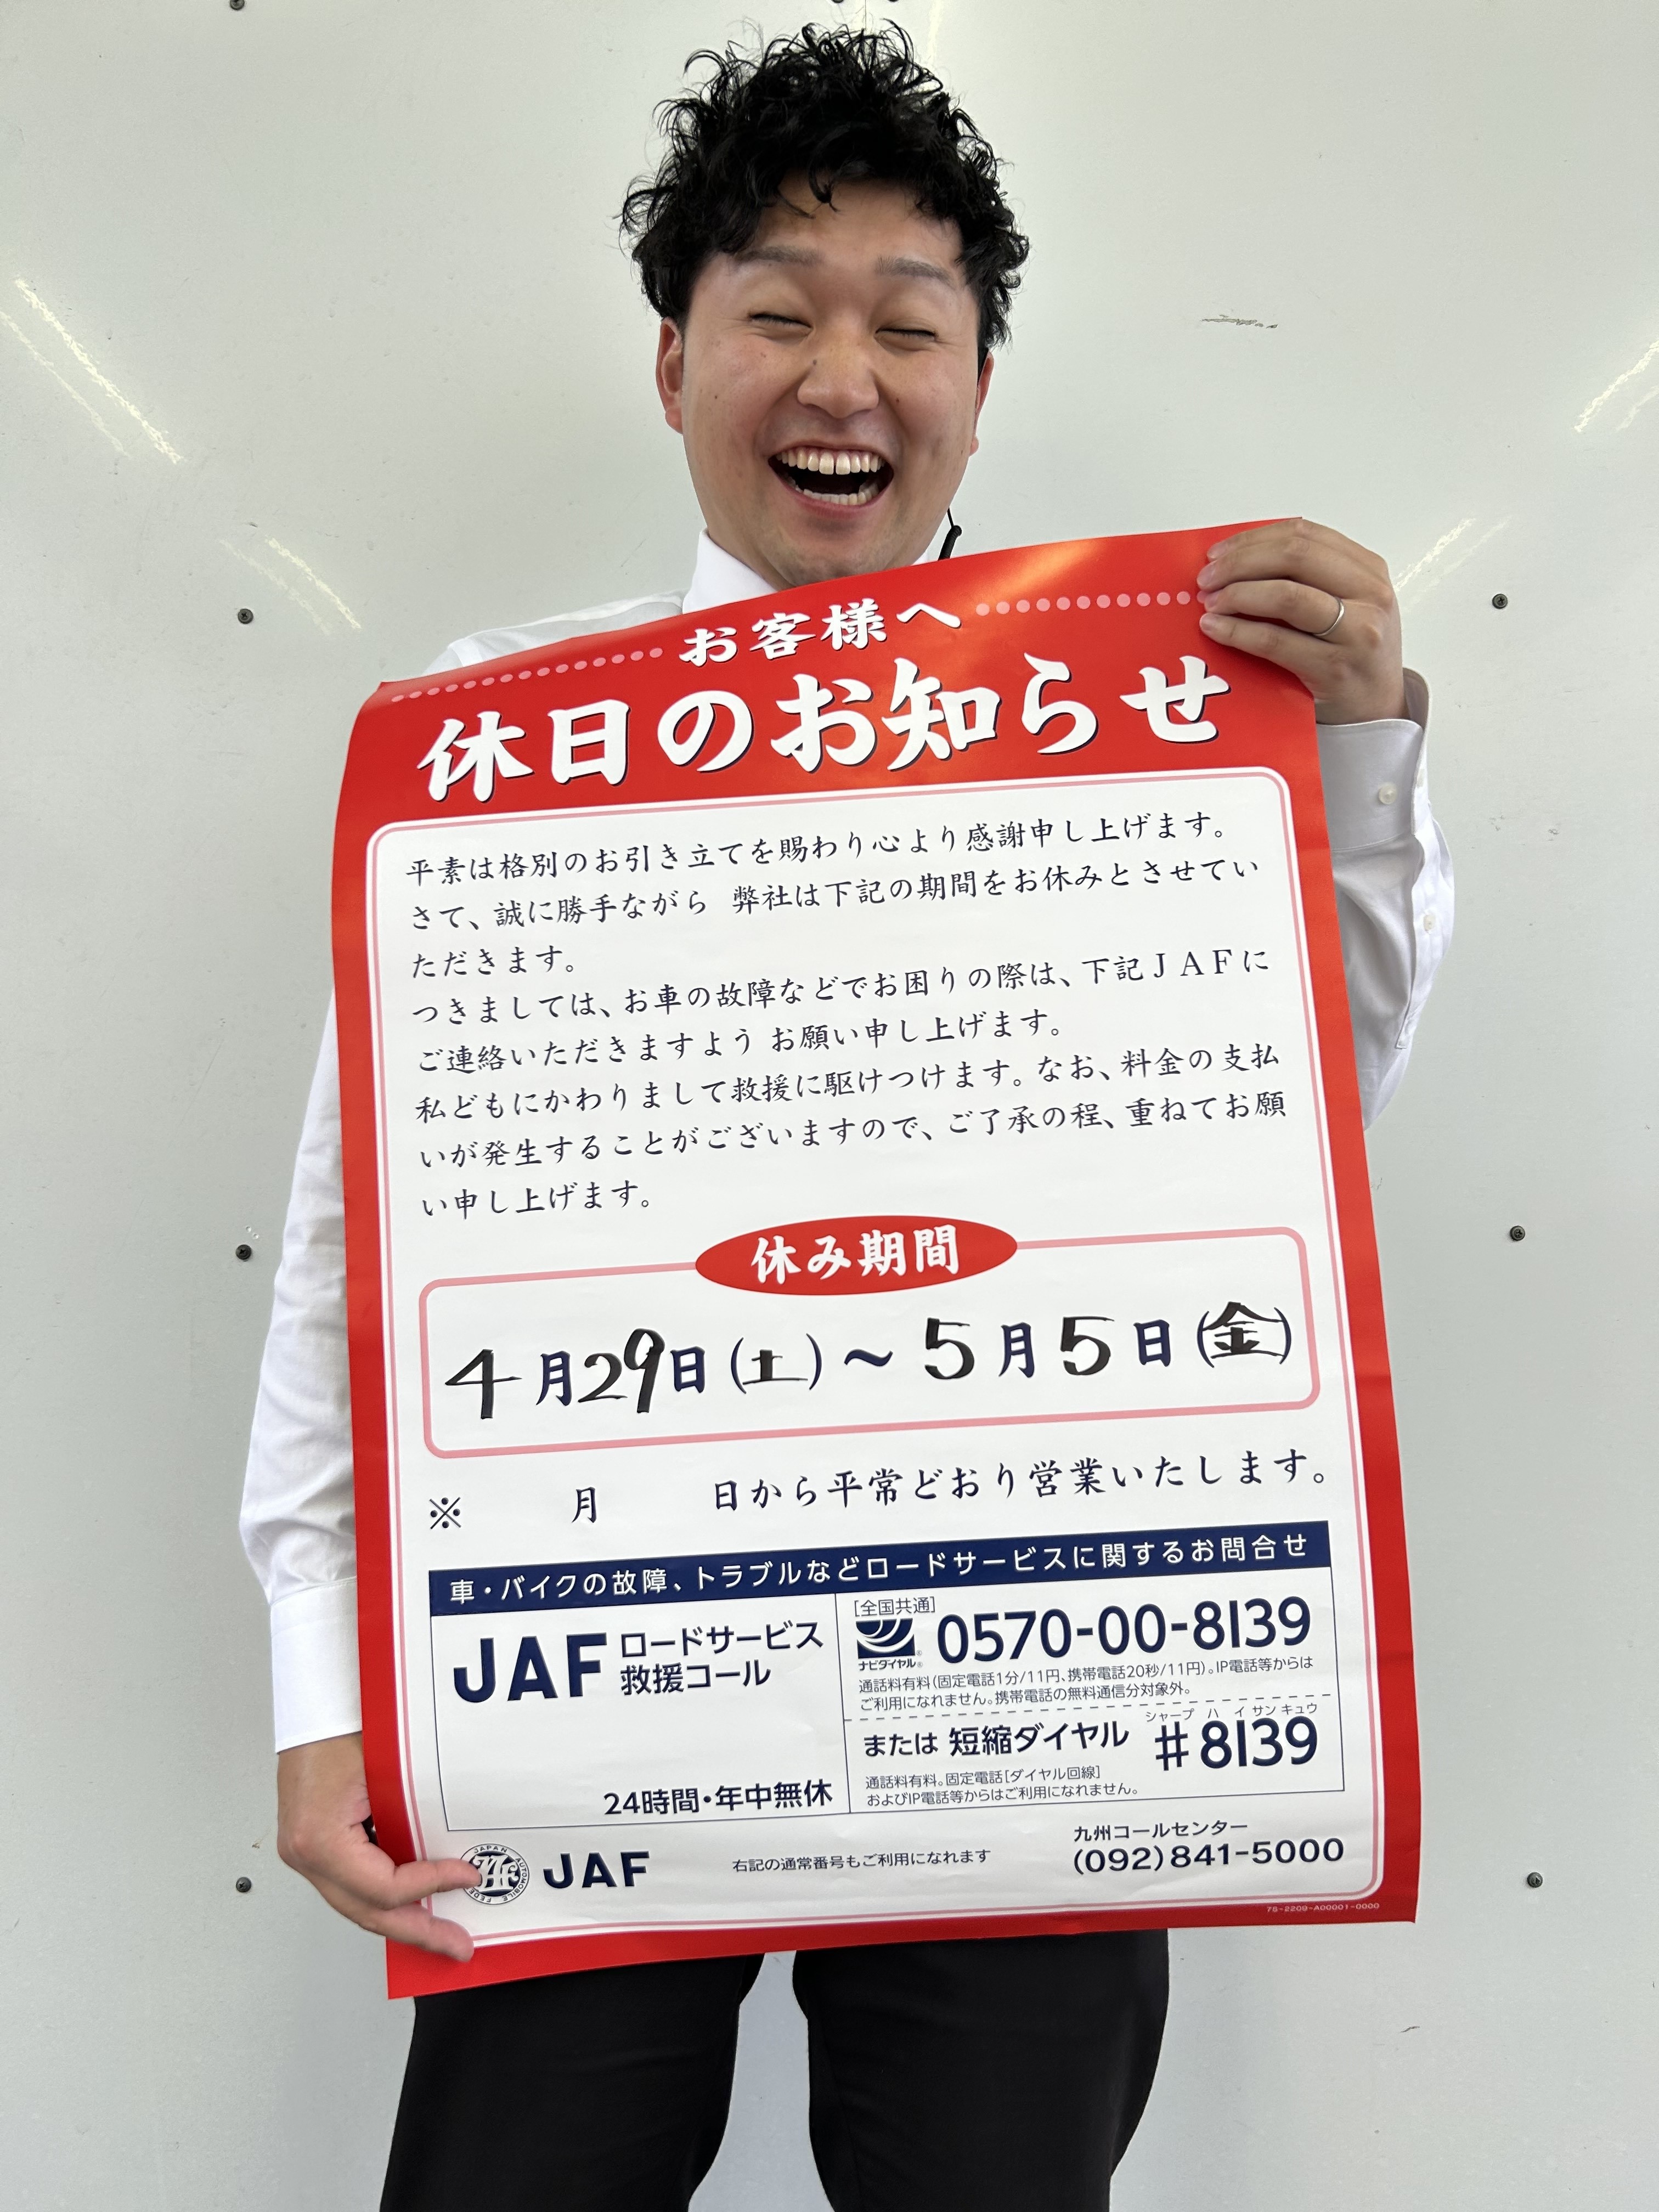 お客様へ
休日のお知らせ
平素は格別のお引き立てを賜わり心より感謝申し上げます。
さて、誠に勝手ながら 弊社は下記の期間をお休みとさせてい
ただきます。
つきましては、お車の故障などでお困りの際は、下記JAFに
ご連絡いただきますよう お願い申し上げます。
私どもにかわりまして救援に駆けつけます。なお、料金の支払
いが発生することがございますので、ご了承の程、重ねてお願
い申し上げます。
休み期間
4月29日(土)~5月5日(金)
※ 月 日から平常どおり営業いたします。
車・バイクの故障、トラブルなどロードサービスに関するお問合せ
JAF ロードサービス
救援コール
24時間・年中無休
[全国共通]
ナビダイヤル® 0570-00-8139
通話料有料(固定電話1分/11円、携帯電話20秒/11円)。IP電話等からは
ご利用になれません。携帯電話の無料通信分対象外。
シャープ ハ イ サン キュウ
または 短縮ダイヤル #8139
通話料有料。固定電話[ダイヤル回線]
およびIP電話等からはご利用になれません。
JAF
右記の通常番号もご利用になれます
九州コールセンター
(092)841-5000
75-2209-A00001-0000